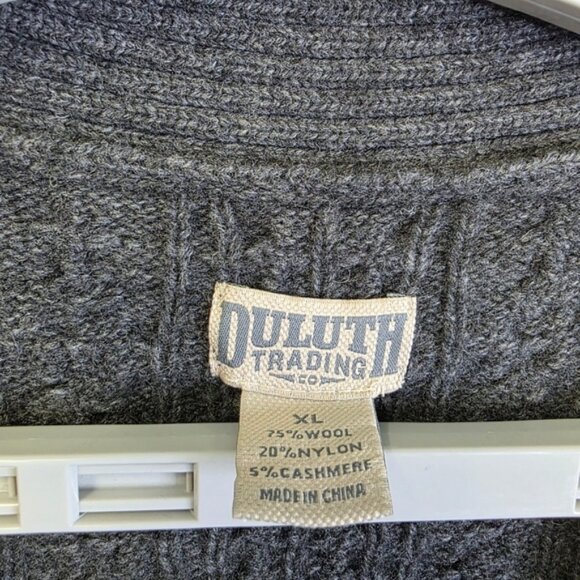 DULUTH
TRADING
CO
XL
75% WOOL
20% NYLON
5% CASHMERE
MADE IN CHINA